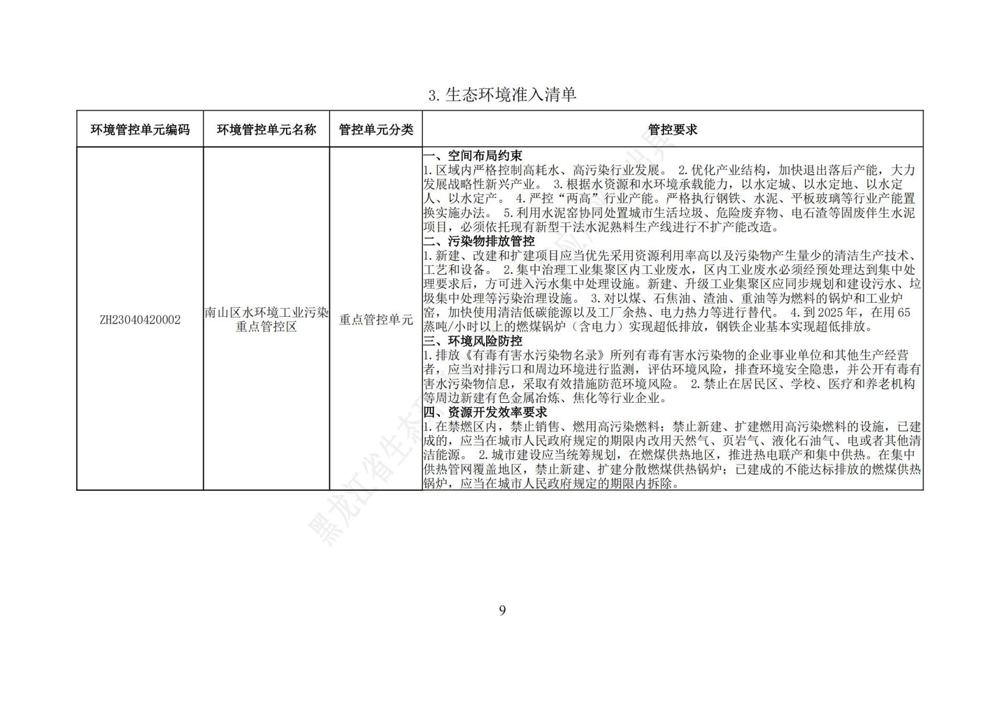 3.生态环境准入清单
环境管控单元编码
环境管控单元名称
管控单元分类
管控要求
ZH23040420002
南山区水环境工业污染
重点管控区
重点管控单元
一、空间布局约束
1.区域内严格控制高耗水、高污染行业发展。 2.优化产业结构，加快退出落后产能，大力
发展战略性新兴产业。 3.根据水资源和水环境承载能力，以水定城、以水定地、以水定
人、以水定产。 4.严控“两高”行业产能。严格执行钢铁、水泥、平板玻璃等行业产能置
换实施办法。 5.利用水泥窑协同处置城市生活垃圾、危险废弃物、电石渣等固废伴生水泥
项目，必须依托现有新型干法水泥熟料生产线进行不扩产能改造。
二、污染物排放管控
1.新建、改建和扩建项目应当优先采用资源利用率高以及污染物产生量少的清洁生产技术、
工艺和设备。 2.集中治理工业集聚区内工业废水，区内工业废水必须经预处理达到集中处
理要求后，方可进入污水集中处理设施。新建、升级工业集聚区应同步规划和建设污水、垃
圾集中处理等污染治理设施。 3.对以煤、石焦油、渣油、重油等为燃料的锅炉和工业炉
窑，加快使用清洁低碳能源以及工厂余热、电力热力等进行替代。 4.到2025年，在用65
蒸吨/小时以上的燃煤锅炉（含电力）实现超低排放，钢铁企业基本实现超低排放。
三、环境风险防控
1.排放《有毒有害水污染物名录》所列有毒有害水污染物的企业事业单位和其他生产经营
者，应当对排污口和周边环境进行监测，评估环境风险，排查环境安全隐患，并公开有毒有
害水污染物信息，采取有效措施防范环境风险。 2.禁止在居民区、学校、医疗和养老机构
等周边新建有色金属冶炼、焦化等行业企业。
四、资源开发效率要求
1.在禁燃区内，禁止销售、燃用高污染燃料；禁止新建、扩建燃用高污染燃料的设施，已建
成的，应当在城市人民政府规定的期限内改用天然气、页岩气、液化石油气、电或者其他清
洁能源。 2.城市建设应当统筹规划，在燃煤供热地区，推进热电联产和集中供热。在集中
供热管网覆盖地区，禁止新建、扩建分散燃煤供热锅炉；已建成的不能达标排放的燃煤供热
锅炉，应当在城市人民政府规定的期限内拆除。
黑龙江省生态环
出具
9